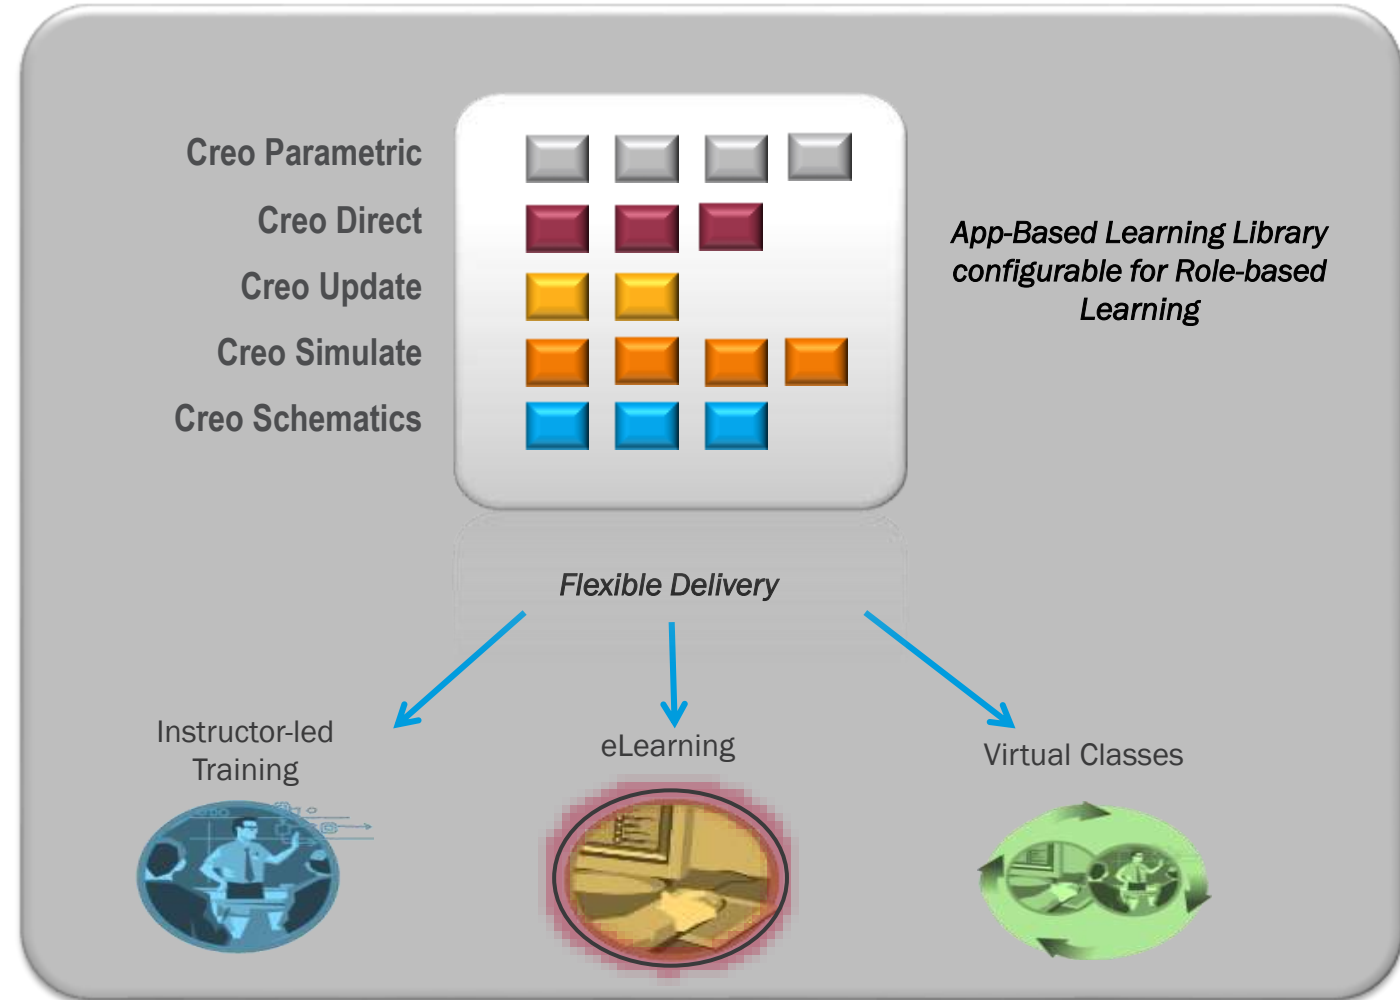 Creo Parametric
Creo Direct
Creo Update
Creo Simulate
Creo Schematics
App-Based Learning Library
configurable for Role-based
Learning
Flexible Delivery
Instructor-led
Training
eLearning
Virtual Classes